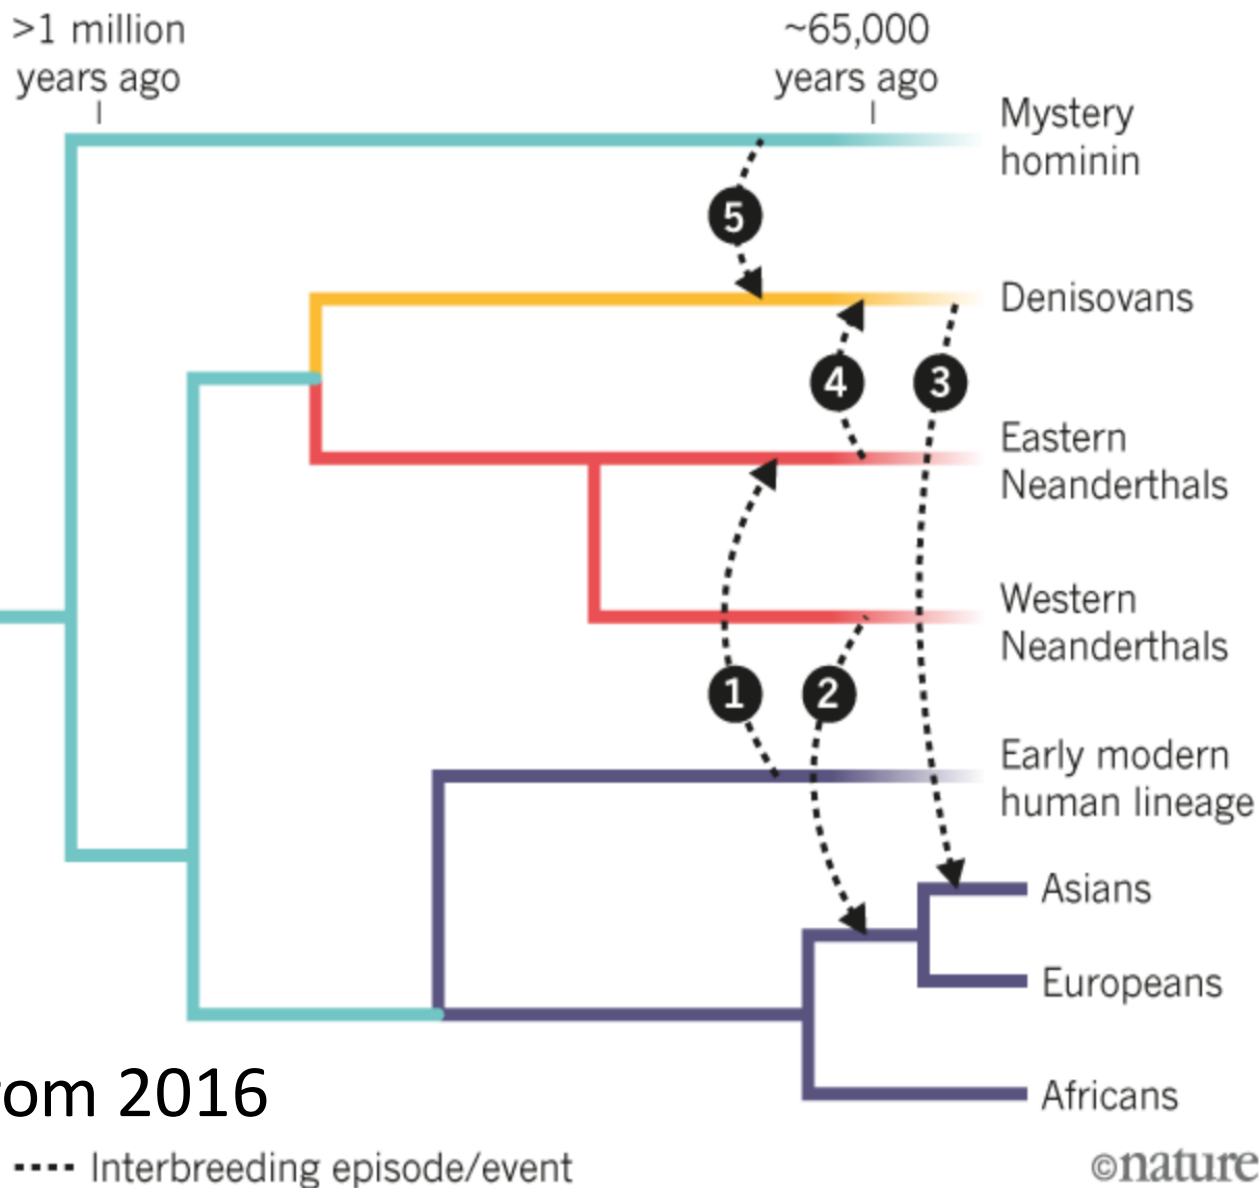 >1 million
years ago
~65,000
years ago
Mystery
hominin
5
Denisovans
4
3
Eastern
Neanderthals
Western
Neanderthals
1
2
Early modern
human lineage
Asians
Europeans
Africans
2016
Interbreeding episode/event
©nature